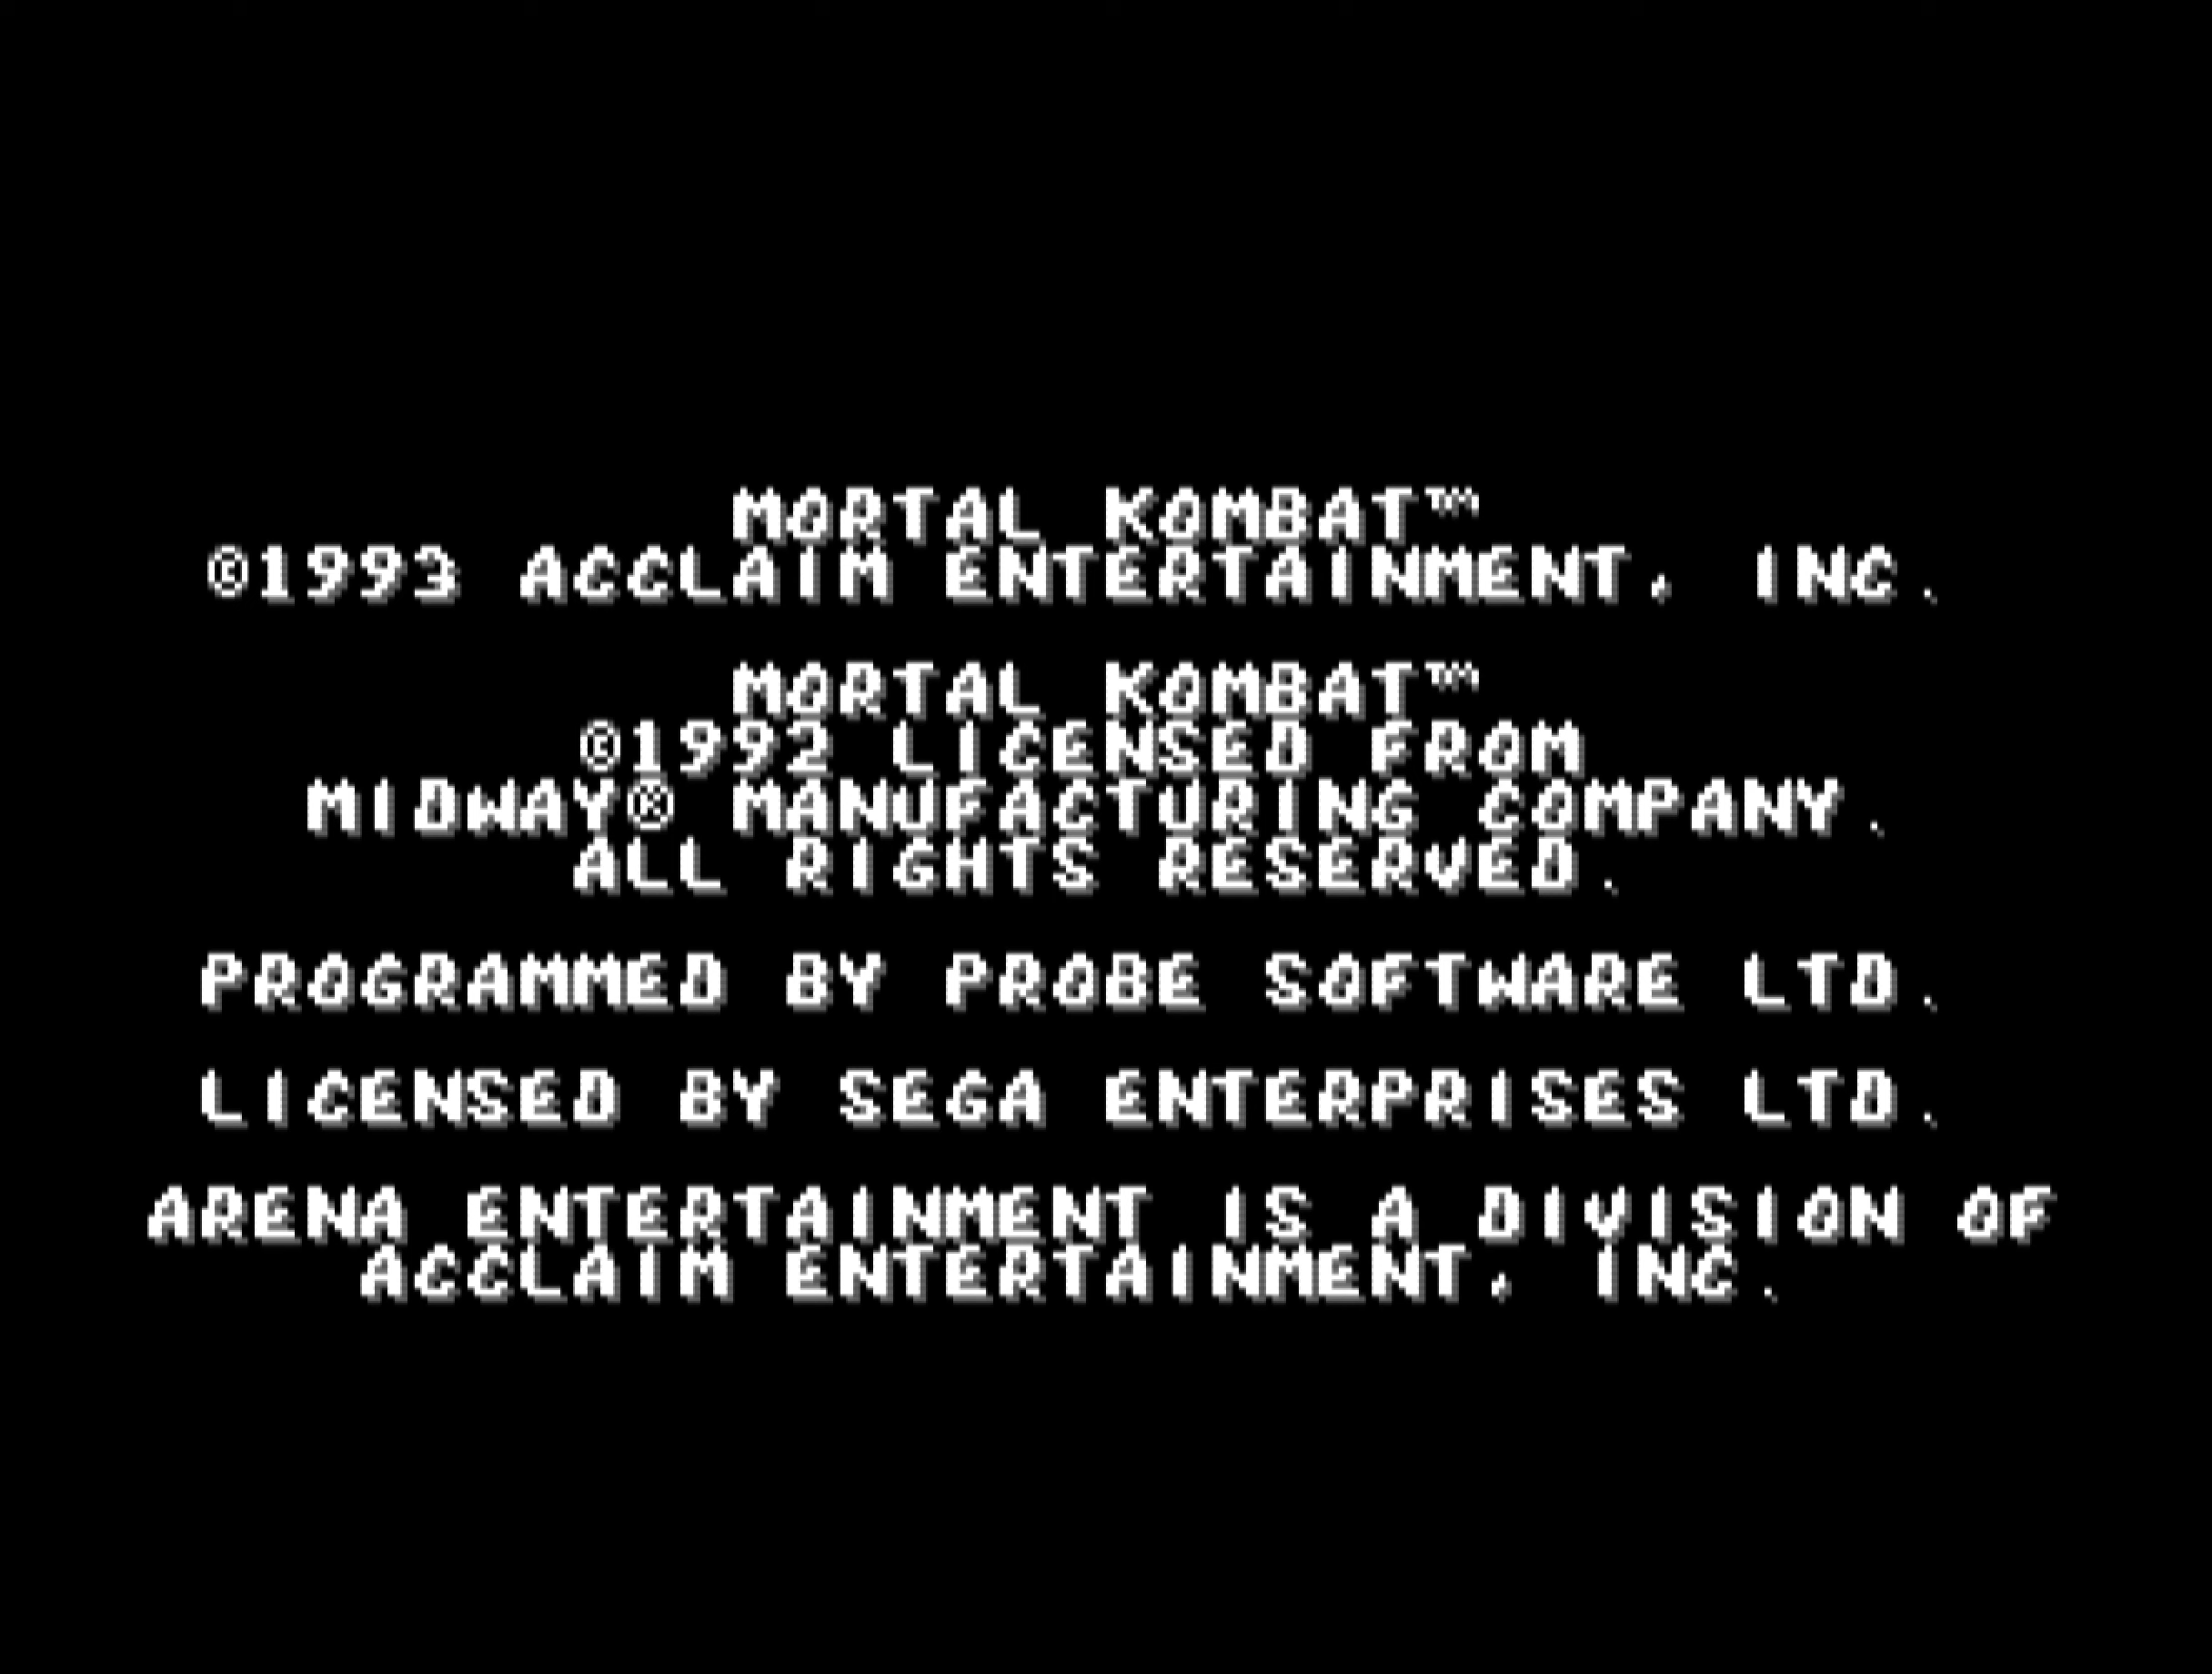 MORTAL KOMBAT™
©1993 ACCLAIM ENTERTAINMENT, INC.
MORTAL KOMBAT™
©1992 LICENSED FROM
MIDWAY® MANUFACTURING COMPANY.
ALL RIGHTS RESERVED.
PROGRAMMED BY PROBE SOFTWARE LTD.
LICENSED BY SEGA ENTERPRISES LTD.
ARENA ENTERTAINMENT IS A DIVISION OF
ACCLAIM ENTERTAINMENT, INC.